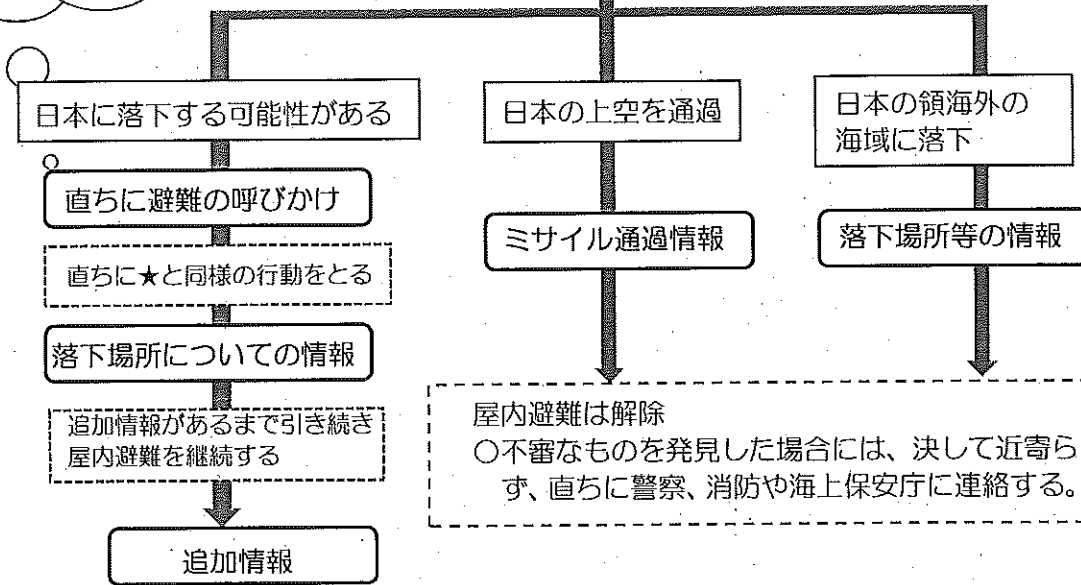 日本に落下する可能性がある
直ちに避難の呼びかけ
直ちに★と同様の行動をとる
落下場所についての情報
追加情報があるまで引き続き
屋内避難を継続する
追加情報
日本の上空を通過
ミサイル通過情報
日本の領海外の
海域に落下
落下場所等の情報
屋内避難は解除
○不審なものを発見した場合には、決して近寄ら
ず、直ちに警察、消防や海上保安庁に連絡する。